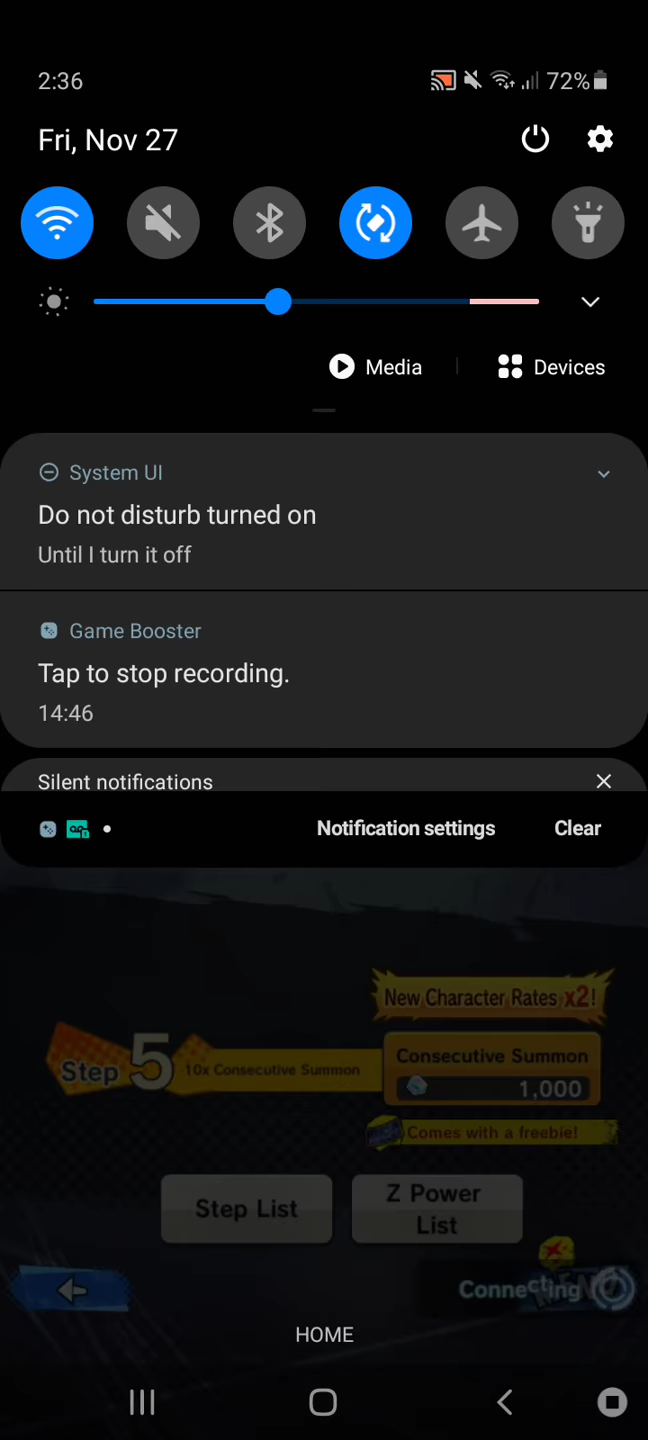 2:36
72%
Fri, Nov 27
Media
Devices
System UI
Do not disturb turned on
Until I turn it off
Game Booster
Tap to stop recording.
14:46
Silent notifications
Notification settings
Clear
New Character Rates x2!
Step 5
10x Consecutive Summon
Consecutive Summon
1,000
Comes with a freebie!
Step List
Z Power
List
Connecting
HOME